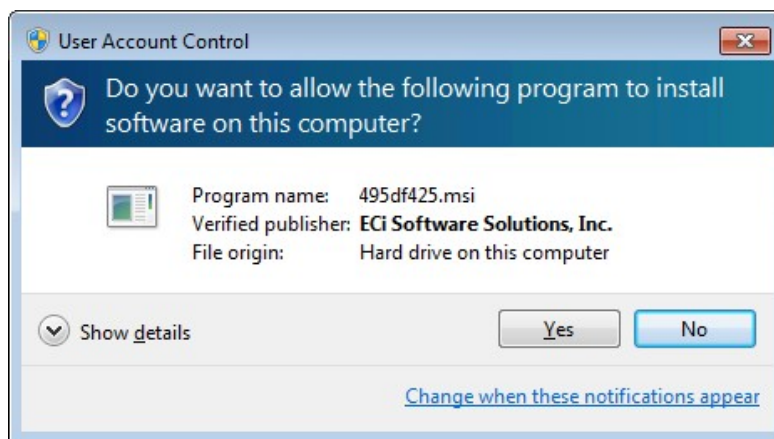 User Account Control
Do you want to allow the following program to install
software on this computer?
Program name: 495df425.msi
Verified publisher: ECi Software Solutions, Inc.
File origin: Hard drive on this computer
Show details Yes No
Change when these notifications appear